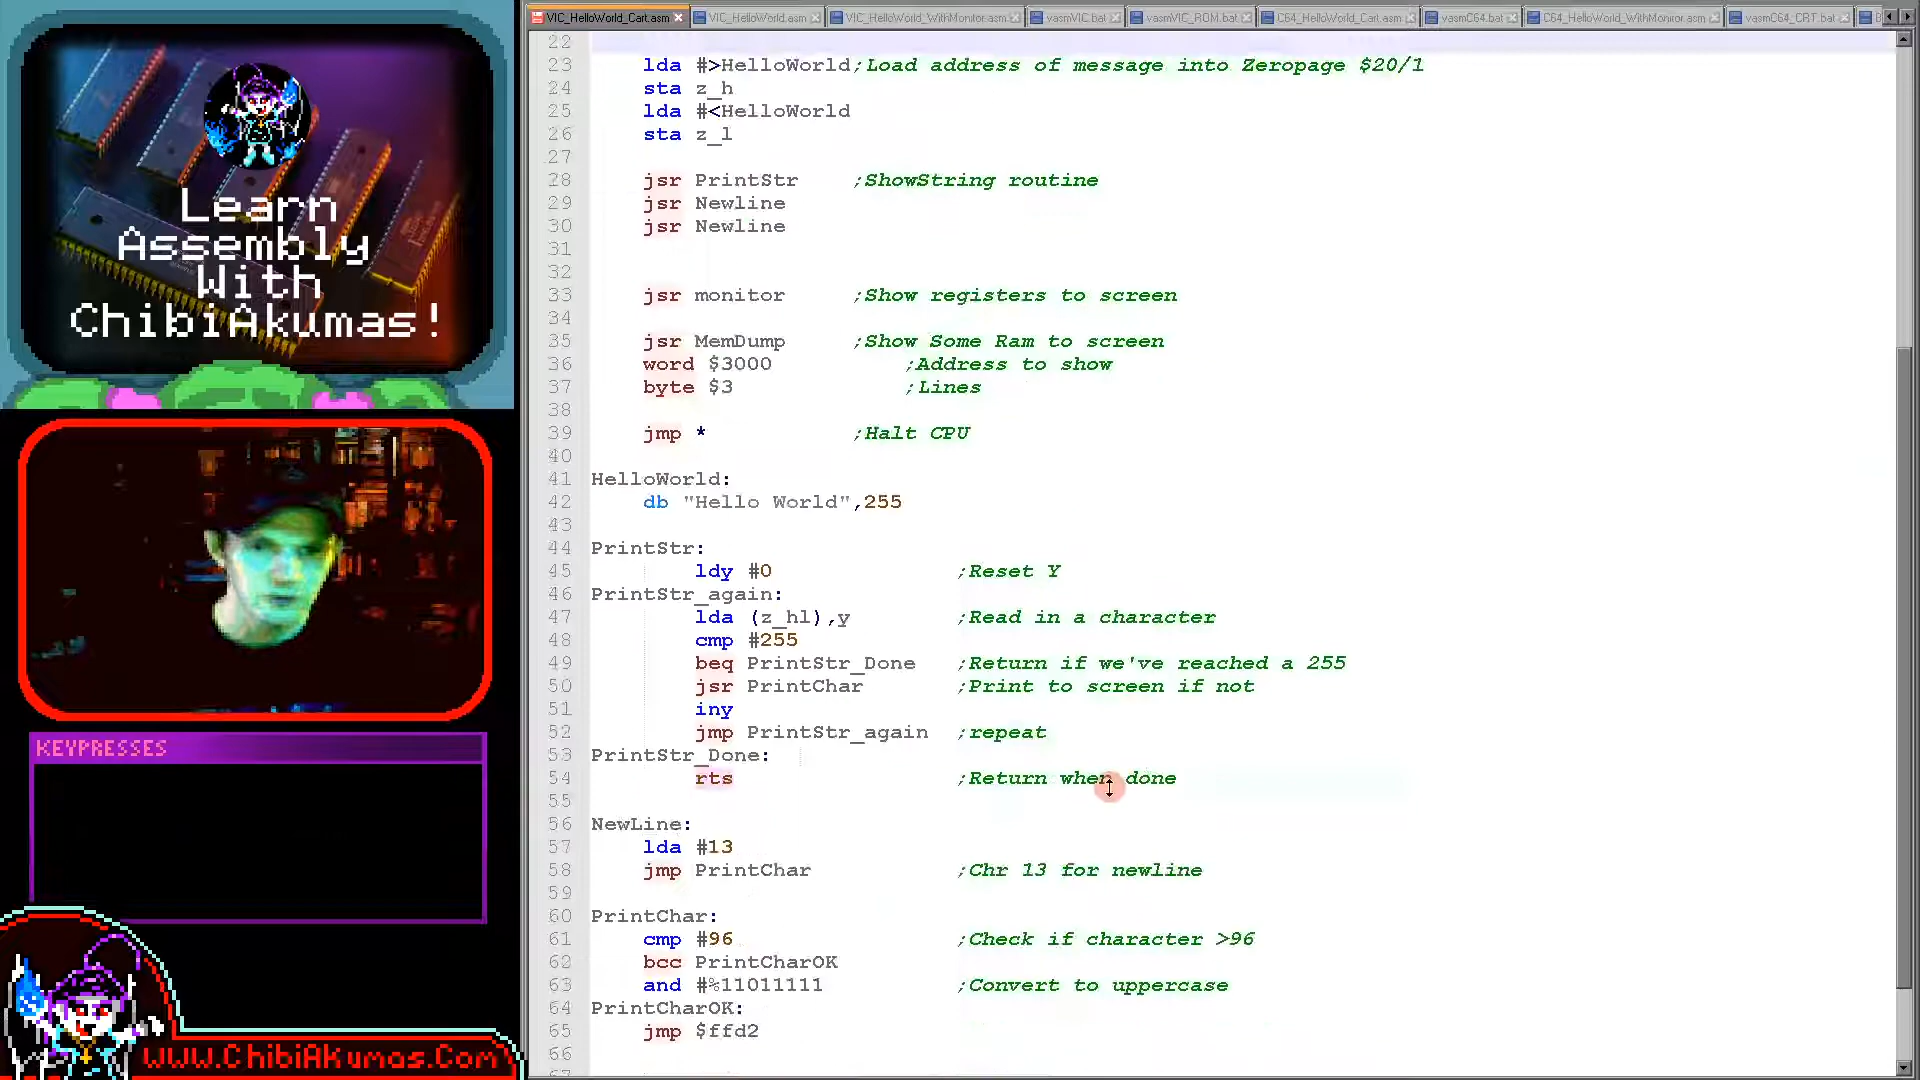 Learn
Assembly
With
ChibiAkumas!
KEYPRESSES
WWW.ChibiAkumas.Com
VIC_HelloWorld_Cart.asm VIC_HelloWorld.asm VIC_HelloWorld_WithMonitor.asm vasmVIC.bat vasmVIC_ROM.bat C64_HelloWorld_Cart.asm vasmC64.bat C64_HelloWorld_WithMonitor.asm vasmC64_CRT.bat
22
23 lda #>HelloWorld;Load address of message into Zeropage $20/1
24 sta z_h
25 lda #<HelloWorld
26 sta z_l
27
28 jsr PrintStr ;ShowString routine
29 jsr Newline
30 jsr Newline
31
32
33 jsr monitor ;Show registers to screen
34
35 jsr MemDump ;Show Some Ram to screen
36 word $3000 ;Address to show
37 byte $3 ;Lines
38
39 jmp * ;Halt CPU
40
41 HelloWorld:
42 db "Hello World",255
43
44 PrintStr:
45 ldy #0 ;Reset Y
46 PrintStr_again:
47 lda (z_hl),y ;Read in a character
48 cmp #255
49 beq PrintStr_Done ;Return if we've reached a 255
50 jsr PrintChar ;Print to screen if not
51 iny
52 jmp PrintStr_again ;repeat
53 PrintStr_Done:
54 rts ;Return when done
55
56 NewLine:
57 lda #13
58 jmp PrintChar ;Chr 13 for newline
59
60 PrintChar:
61 cmp #96 ;Check if character >96
62 bcc PrintCharOK
63 and #%11011111 ;Convert to uppercase
64 PrintCharOK:
65 jmp $ffd2
66